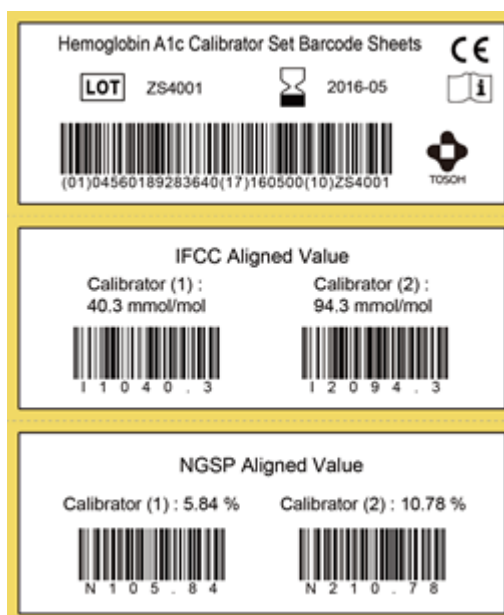 Hemoglobin A1c Calibrator Set Barcode Sheets
CE
LOT ZS4001 2016-05
i
(01)04560189283640(17)160500(10)ZS4001
TOSOH
IFCC Aligned Value
Calibrator (1) : Calibrator (2) :
40.3 mmol/mol 94.3 mmol/mol
I1040.3 I2094.3
NGSP Aligned Value
Calibrator (1) : 5.84 % Calibrator (2) : 10.78 %
N105.84 N210.78